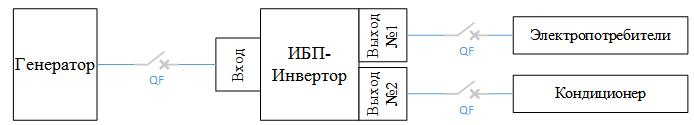 Генератор
QF
Вход
ИБП-
Инвертор
Выход
№1
QF
Электропотребители
Выход
№2
QF
Кондиционер